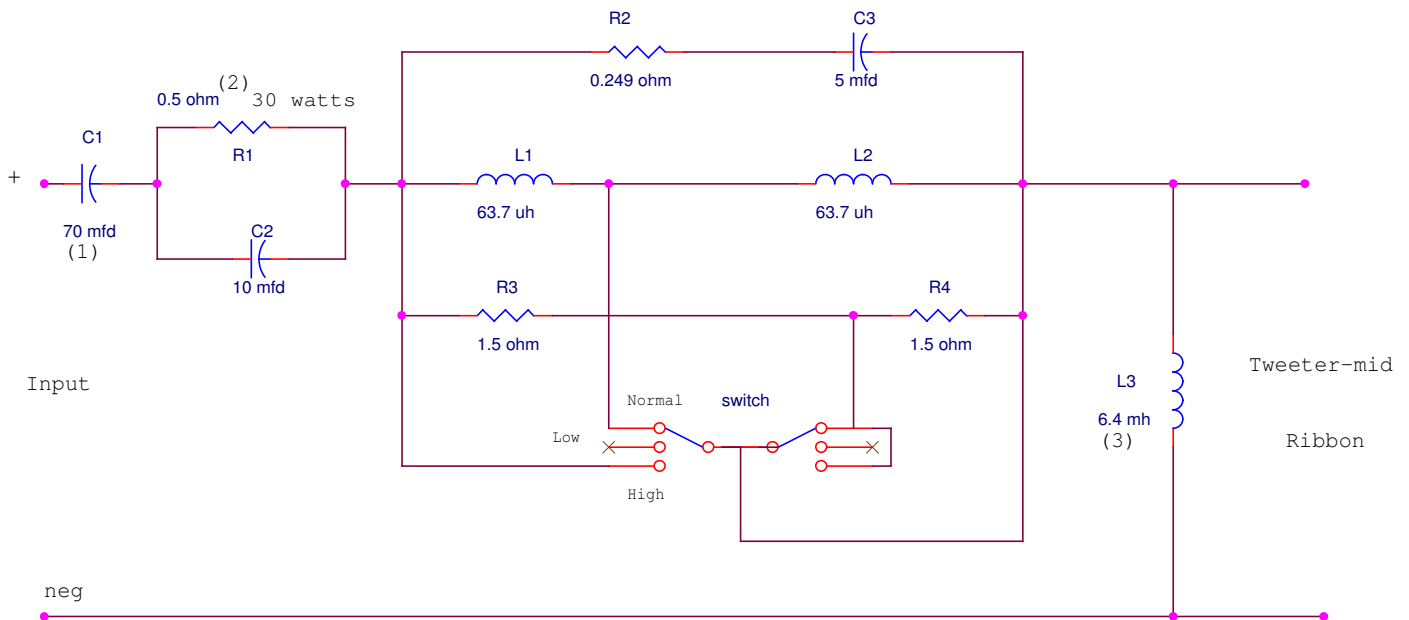 R2
C3
0.249 ohm
5 mfd
(2)
0.5 ohm
30 watts
C1
R1
L1
L2
+
70 mfd
(1)
C2
63.7 uh
63.7 uh
10 mfd
R3
R4
1.5 ohm
1.5 ohm
Input
Normal
switch
Low
High
L3
6.4 mh
(3)
Tweeter-mid
Ribbon
neg